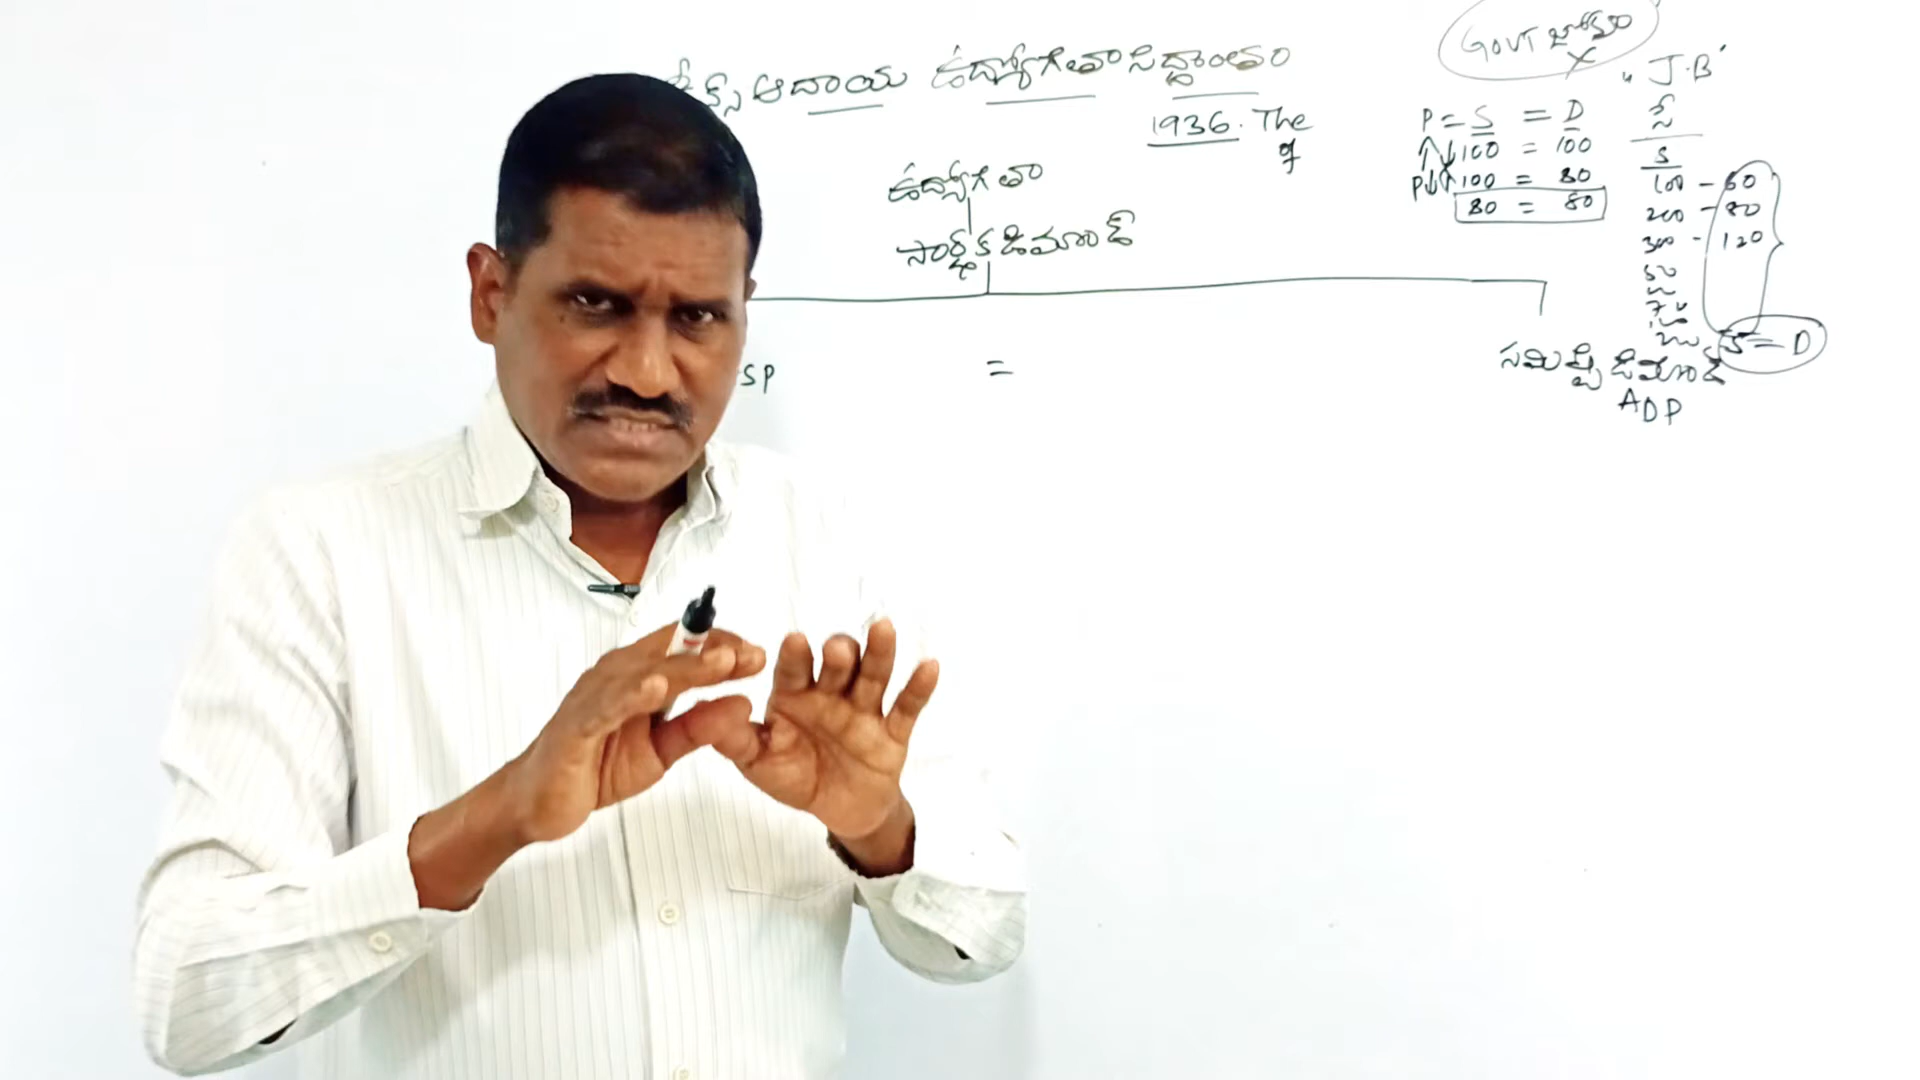 కీన్స్ ఆదాయ ఉద్యోగితా సిద్ధాంతం
1936. The
of
ఉద్యోగితా
సార్థక డిమాండ్
SP
=
సమిష్టి డిమాండ్
ADP
GOVT జోక్యం
X
P = S = D
↑↓ 100 = 100
P↓↑ 100 = 80
80 = 80
"J.B"
సే
S
100 - 60
200 - 80
300 - 120
S = D